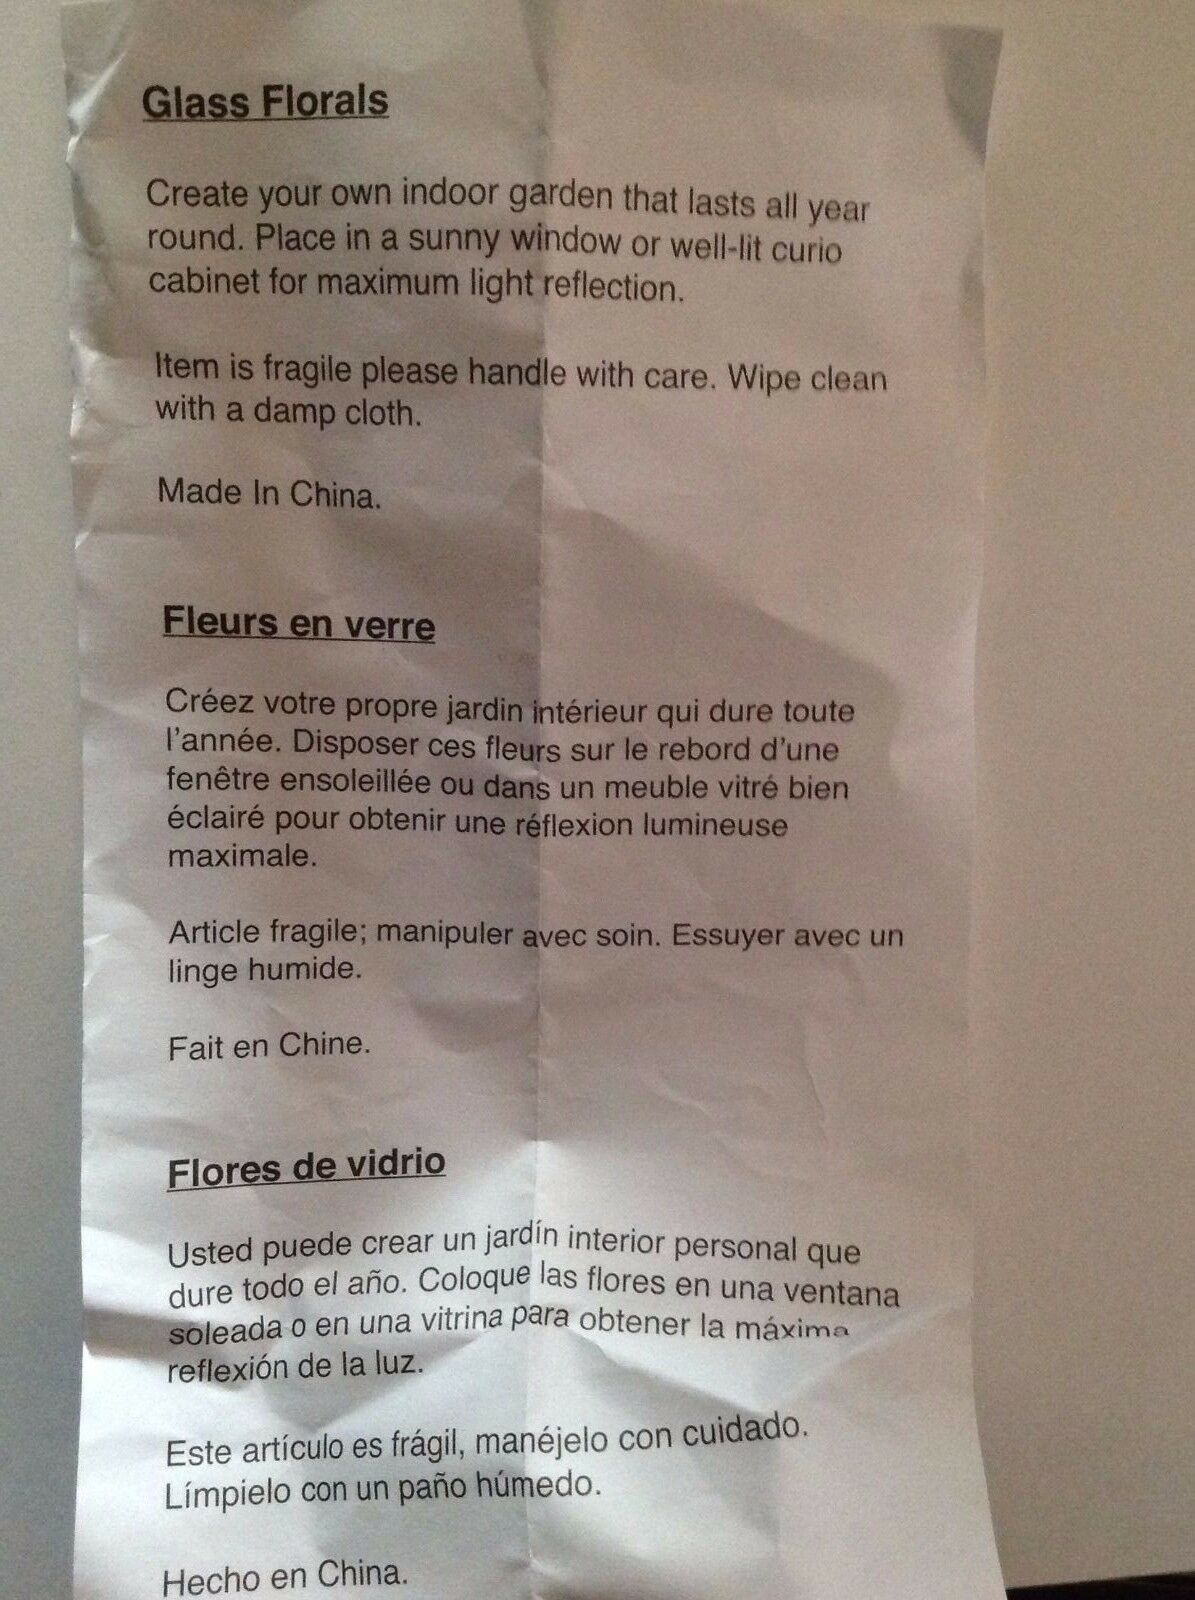 Glass Florals
Create your own indoor garden that lasts all year
round. Place in a sunny window or well-lit curio
cabinet for maximum light reflection.
Item is fragile please handle with care. Wipe clean
with a damp cloth.
Made In China.
Fleurs en verre
Créez votre propre jardin intérieur qui dure toute
l'année. Disposer ces fleurs sur le rebord d'une
fenêtre ensoleillée ou dans un meuble vitré bien
éclairé pour obtenir une réflexion lumineuse
maximale.
Article fragile; manipuler avec soin. Essuyer avec un
linge humide.
Fait en Chine.
Flores de vidrio
Usted puede crear un jardín interior personal que
dure todo el año. Coloque las flores en una ventana
soleada o en una vitrina para obtener la máxima
reflexión de la luz.
Este artículo es frágil, manéjelo con cuidado.
Límpielo con un paño húmedo.
Hecho en China.